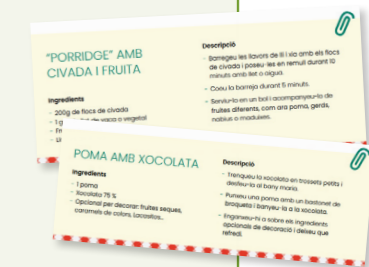 "PORRIDGE" AMB
CIVADA I FRUITA
Ingredients
- 200g de flocs de civada
- 1 g de vaca o vegetal
Descripció
- Barregeu les llavors de lli i xia amb els flocs
de civada i poseu-les en remull durant 10
minuts amb llet o aigua.
- Coeu la barreja durant 5 minuts.
- Serviu-lo en un bol i acompanyeu-lo de
fruites diferents, com ara poma, gerds,
nabius o maduixes.
POMA AMB XOCOLATA
Ingredients
- 1 poma
- Xocolata 75 %
- Opcional per decorar: fruites seques,
caramels de colors, Lacasitos...
Descripció
- Trenqueu la xocolata en trossets petits i
desfeu-la al bany maria.
- Punxeu una poma amb un bastonet de
broqueta i banyeu-la a la xocolata.
- Enganxeu-hi a sobre els ingredients
opcionals de decoració i deixeu que
refredi.